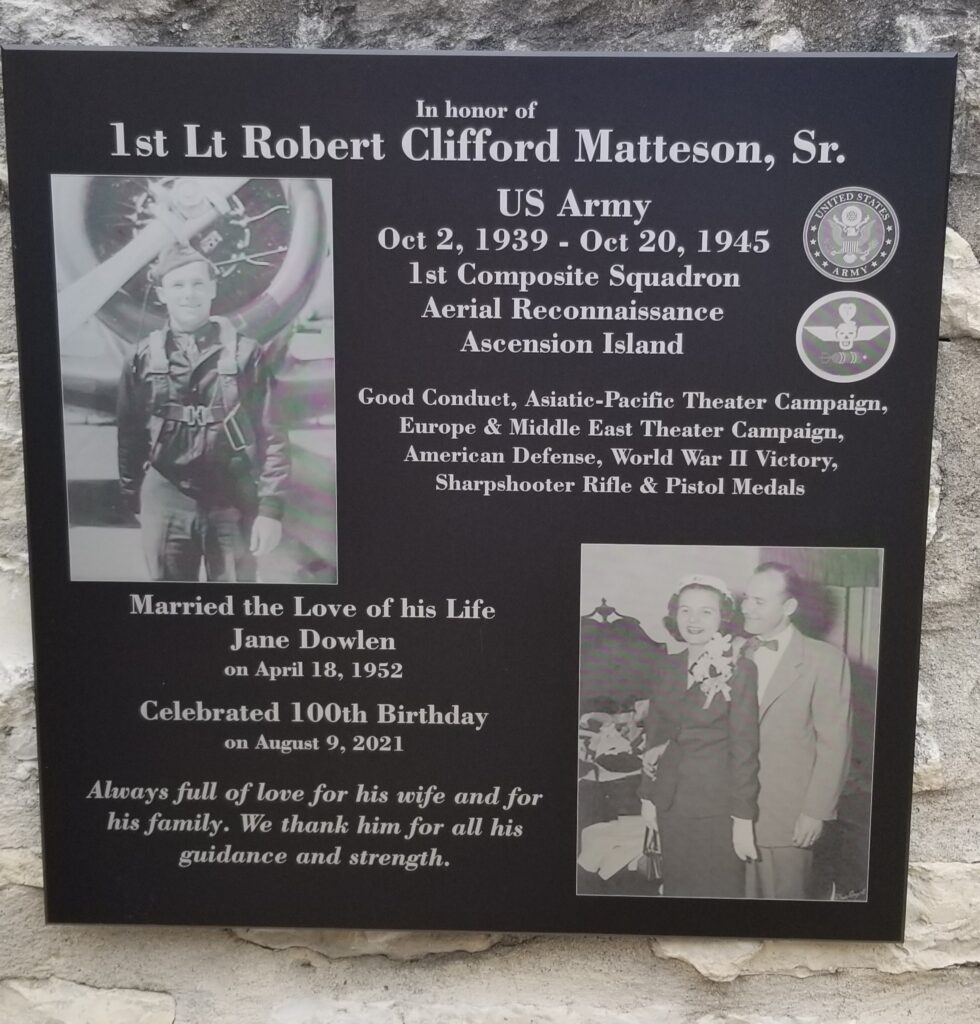 In honor of
1st Lt Robert Clifford Matteson, Sr.
US Army
Oct 2, 1939 - Oct 20, 1945
1st Composite Squadron
Aerial Reconnaissance
Ascension Island
UNITED STATES
ARMY
Good Conduct, Asiatic-Pacific Theater Campaign,
Europe & Middle East Theater Campaign,
American Defense, World War II Victory,
Sharpshooter Rifle & Pistol Medals
Married the Love of his Life
Jane Dowlen
on April 18, 1952
Celebrated 100th Birthday
on August 9, 2021
Always full of love for his wife and for
his family. We thank him for all his
guidance and strength.